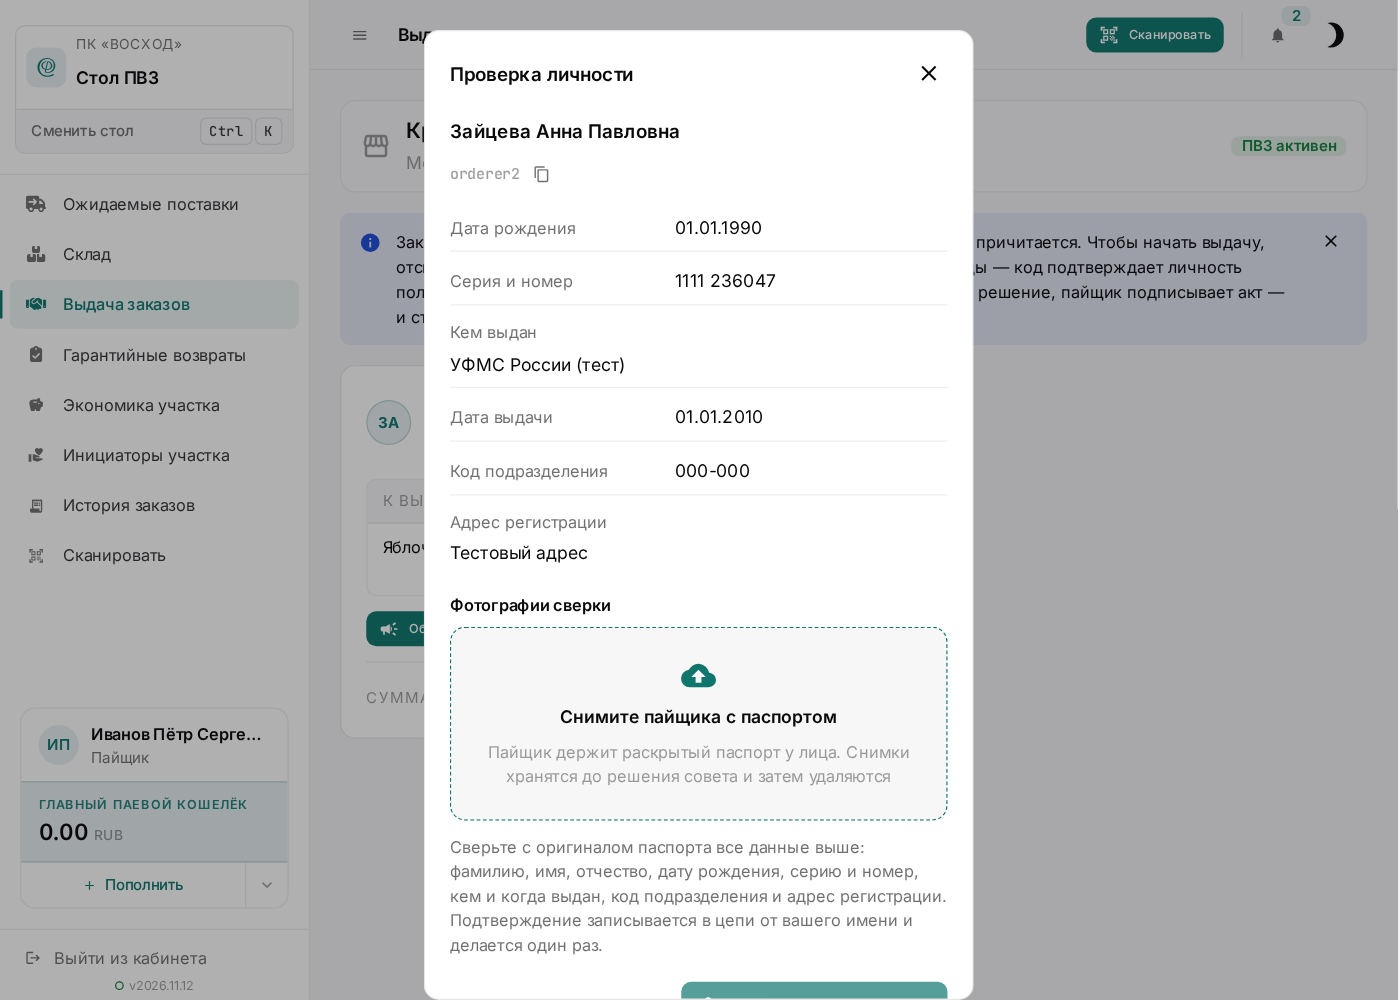 ПК «ВОСХОД»
Стол ПВЗ
Сменить стол
Ctrl K
Ожидаемые поставки
Склад
Выдача заказов
Гарантийные возвраты
Экономика участка
Инициаторы участка
История заказов
Сканировать
Иванов Пётр Серге...
ИП
Пайщик
ГЛАВНЫЙ ПАЕВОЙ КОШЕЛЁК
0.00 RUB
+ Пополнить
Выйти из кабинета
v2026.11.12
Сканировать
2
ПВЗ активен
причитается. Чтобы начать выдачу,
— код подтверждает личность
решение, пайщик подписывает акт —
и
ЗА
Проверка личности
Зайцева Анна Павловна
orderer2
Дата рождения 01.01.1990
Серия и номер 1111 236047
Кем выдан
УФМС России (тест)
Дата выдачи 01.01.2010
Код подразделения 000-000
Адрес регистрации
Тестовый адрес
Фотографии сверки
Снимите пайщика с паспортом
Пайщик держит раскрытый паспорт у лица. Снимки
хранятся до решения совета и затем удаляются
Сверьте с оригиналом паспорта все данные выше:
фамилию, имя, отчество, дату рождения, серию и номер,
кем и когда выдан, код подразделения и адрес регистрации.
Подтверждение записывается в цепи от вашего имени и
делается один раз.